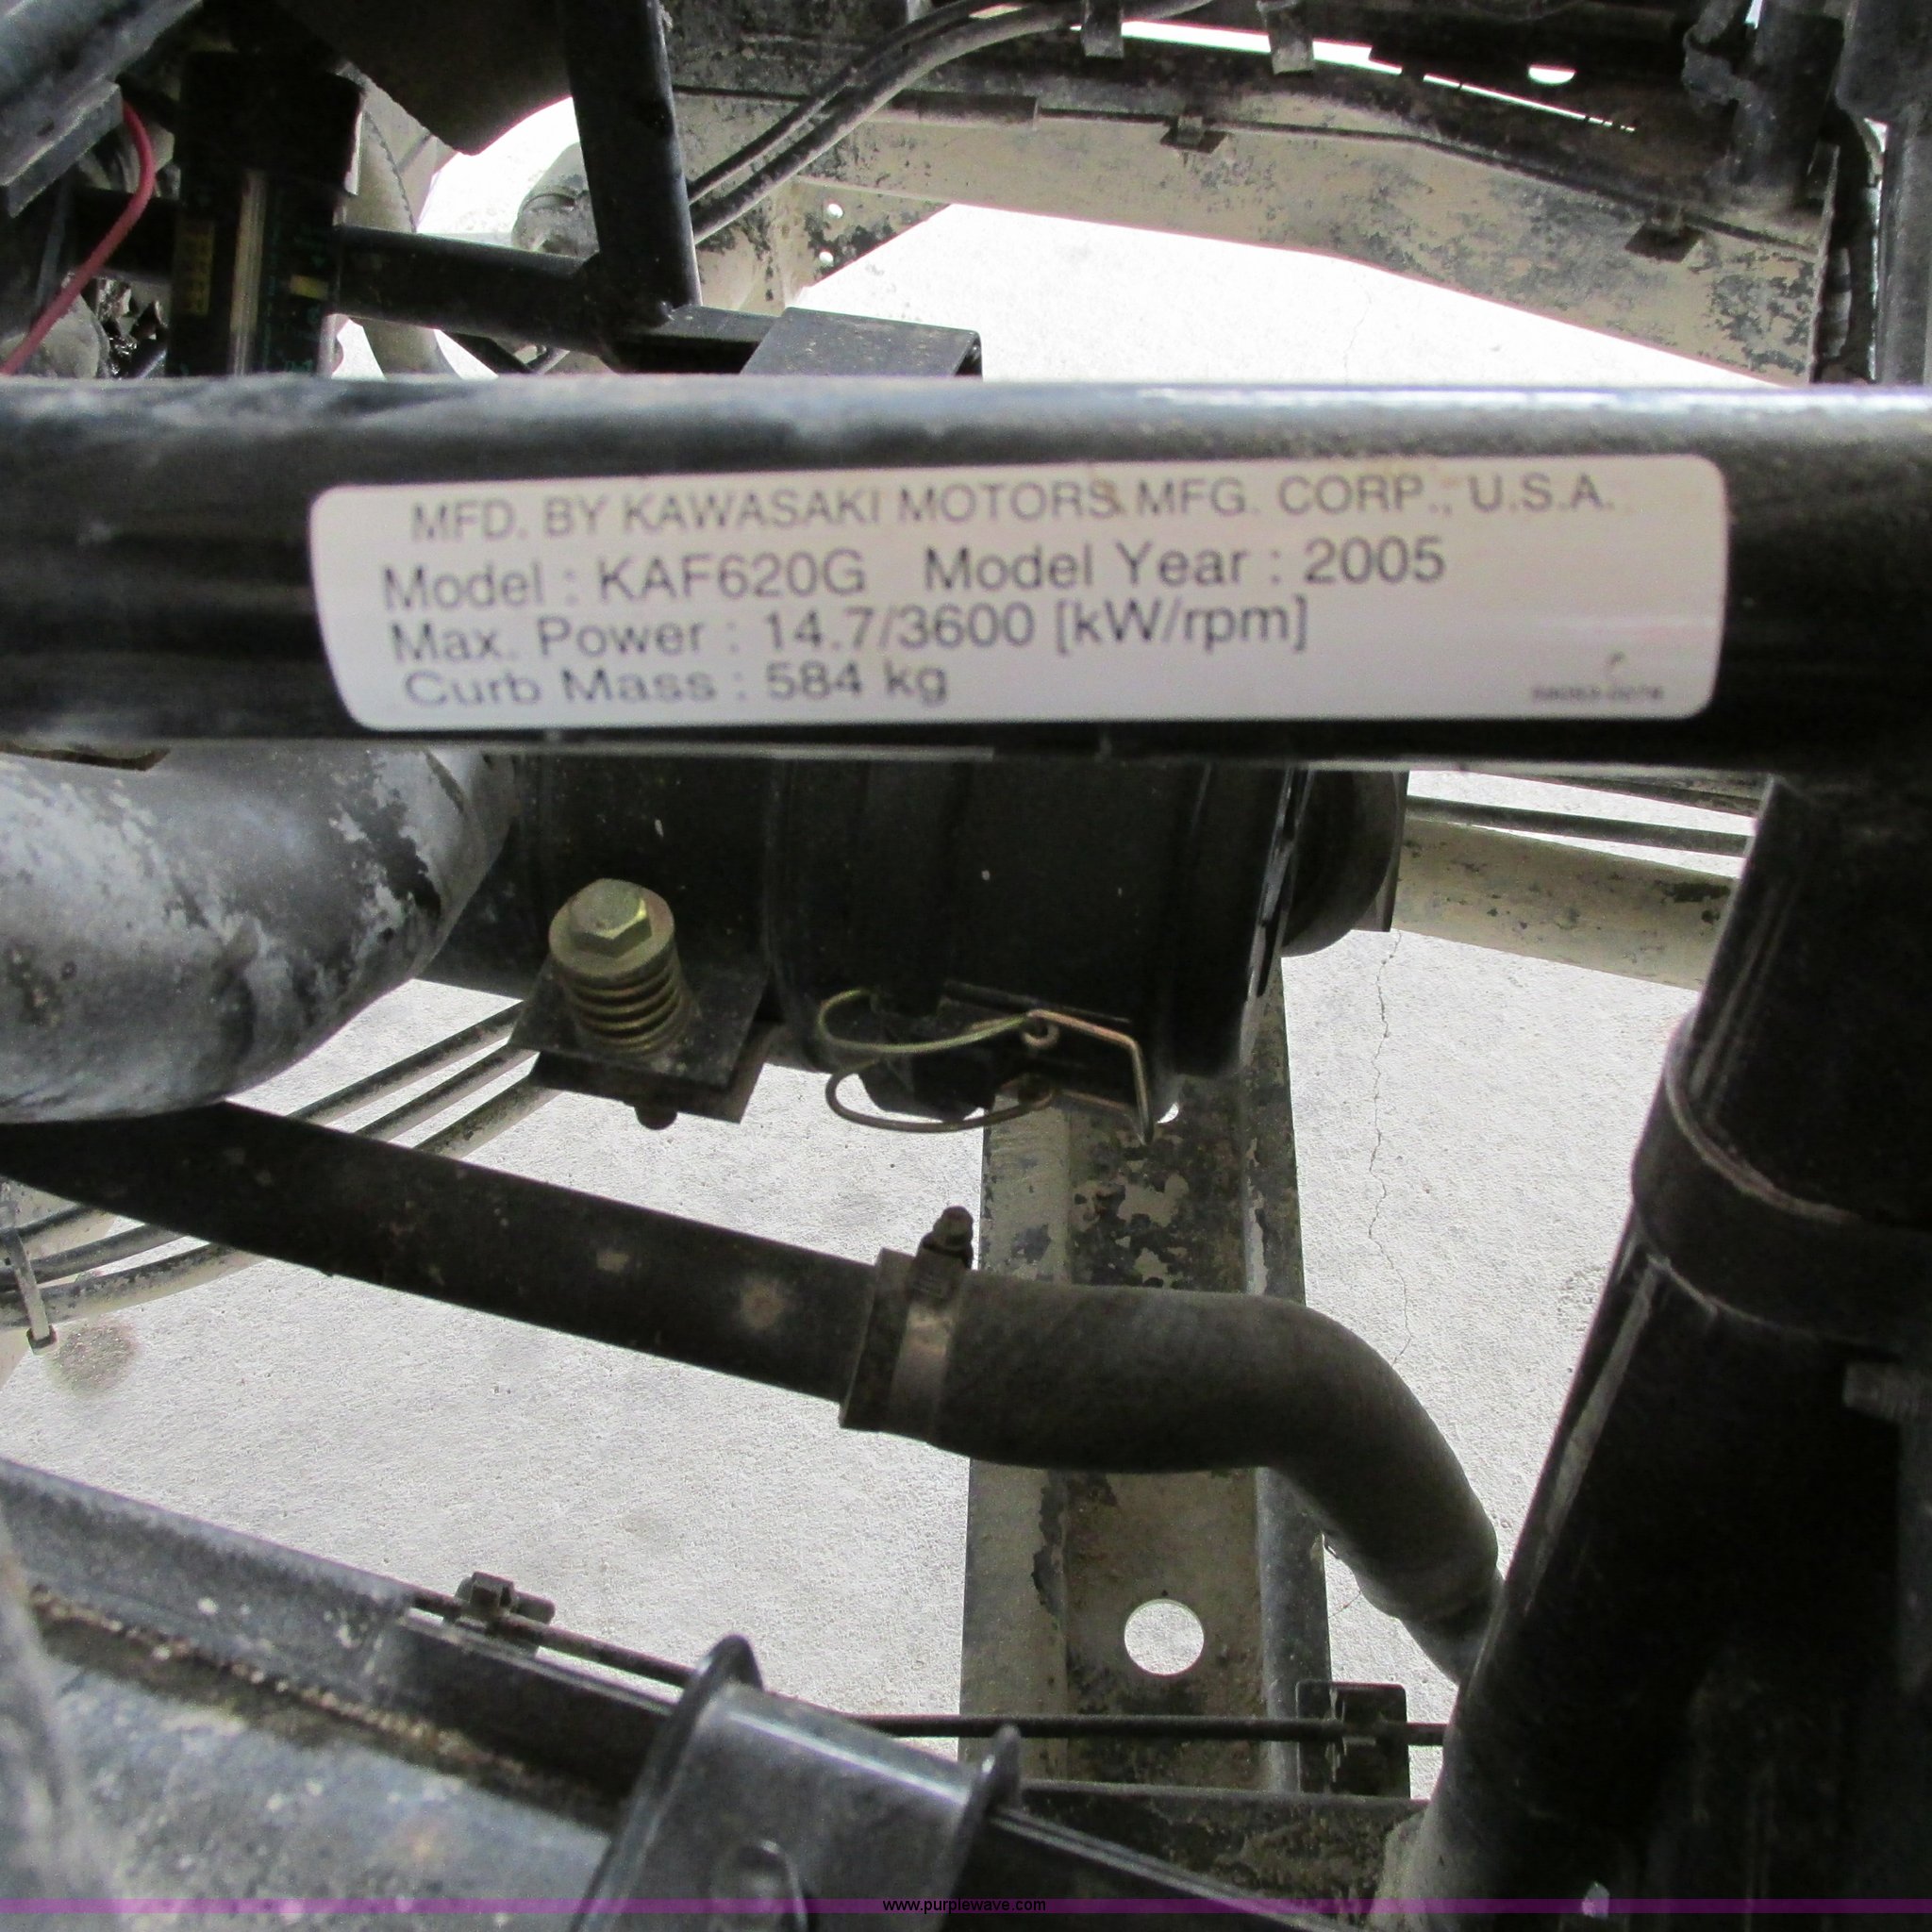 MFD. BY KAWASAKI MOTORS MFG. CORP., U.S.A.
Model : KAF620G Model Year : 2005
Max. Power : 14.7/3600 [kW/rpm]
Curb Mass : 584 kg
www.purplewave.com